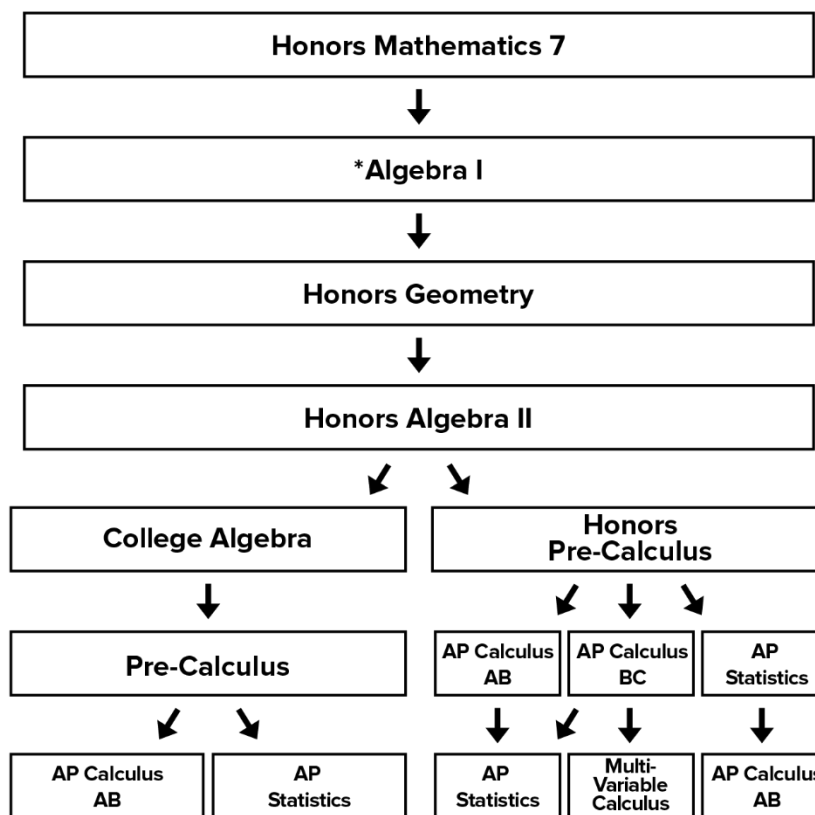 Honors Mathematics 7
*Algebra I
Honors Geometry
Honors Algebra II
College Algebra
Honors
Pre-Calculus
Pre-Calculus
AP Calculus
AB
AP Calculus
BC
AP
Statistics
AP Calculus
AB
AP
Statistics
AP
Statistics
Multi-
Variable
Calculus
AP Calculus
AB